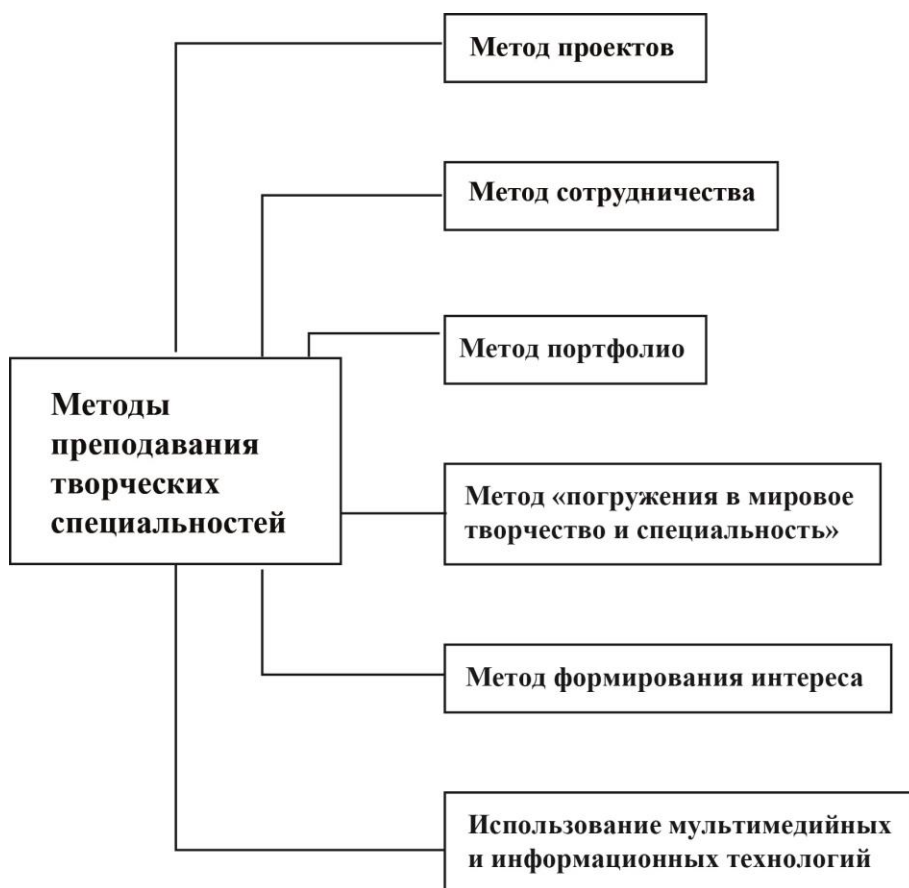 Метод проектов
Метод сотрудничества
Метод портфолио
Методы
преподавания
творческих
специальностей
Метод «погружения в мировое
творчество и специальность»
Метод формирования интереса
Использование мультимедийных
и информационных технологий